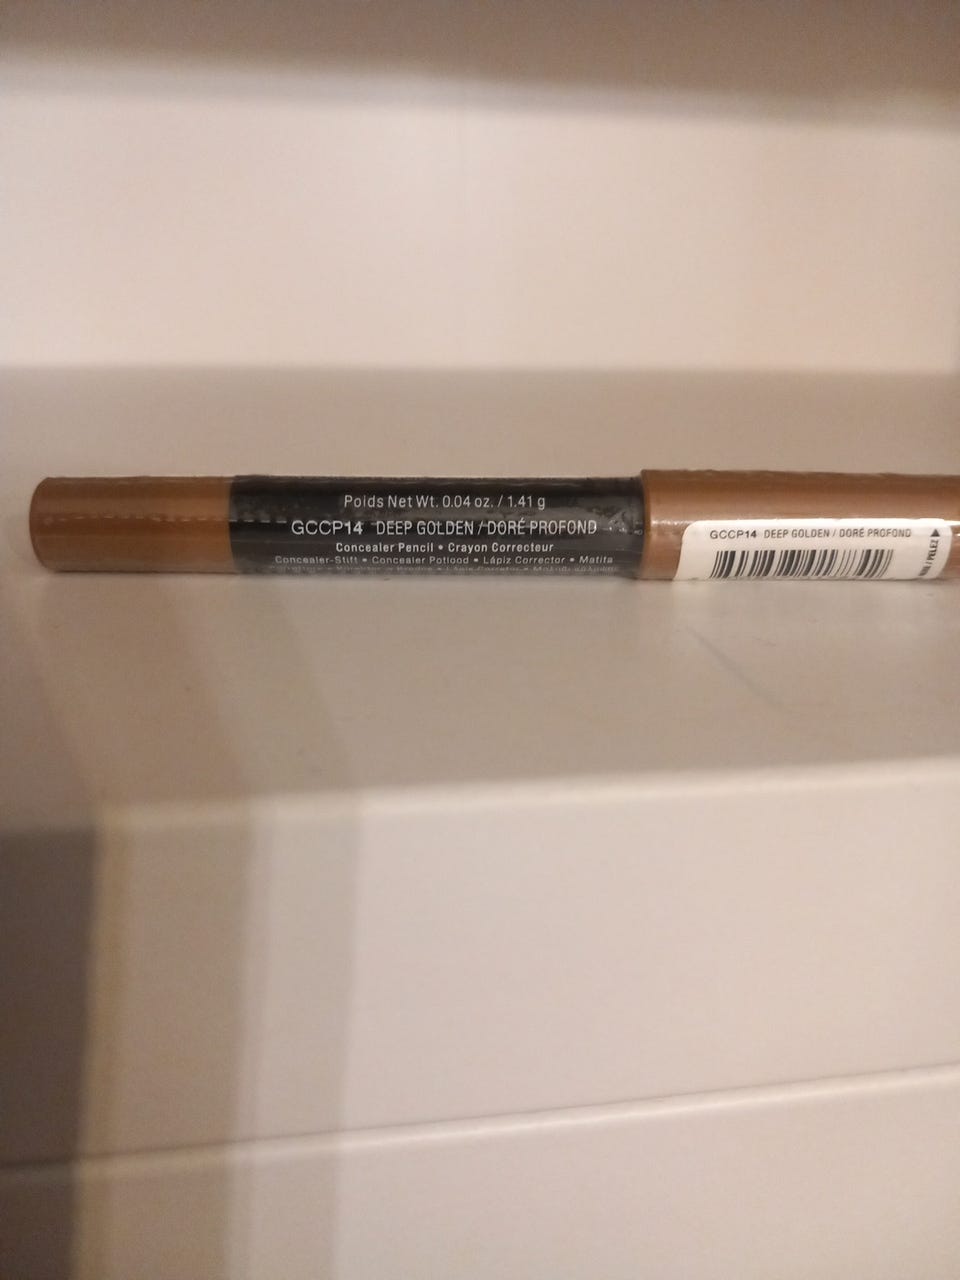 Poids Net Wt. 0.04 oz. / 1.41 g
GCCP14 DEEP GOLDEN / DORÉ PROFOND
Concealer Pencil • Crayon Correcteur
Concealer-Stift • Concealer Potlood • Lápiz Corrector • Matita
GCCP14 DEEP GOLDEN / DORÉ PROFOND
/ PELEZ